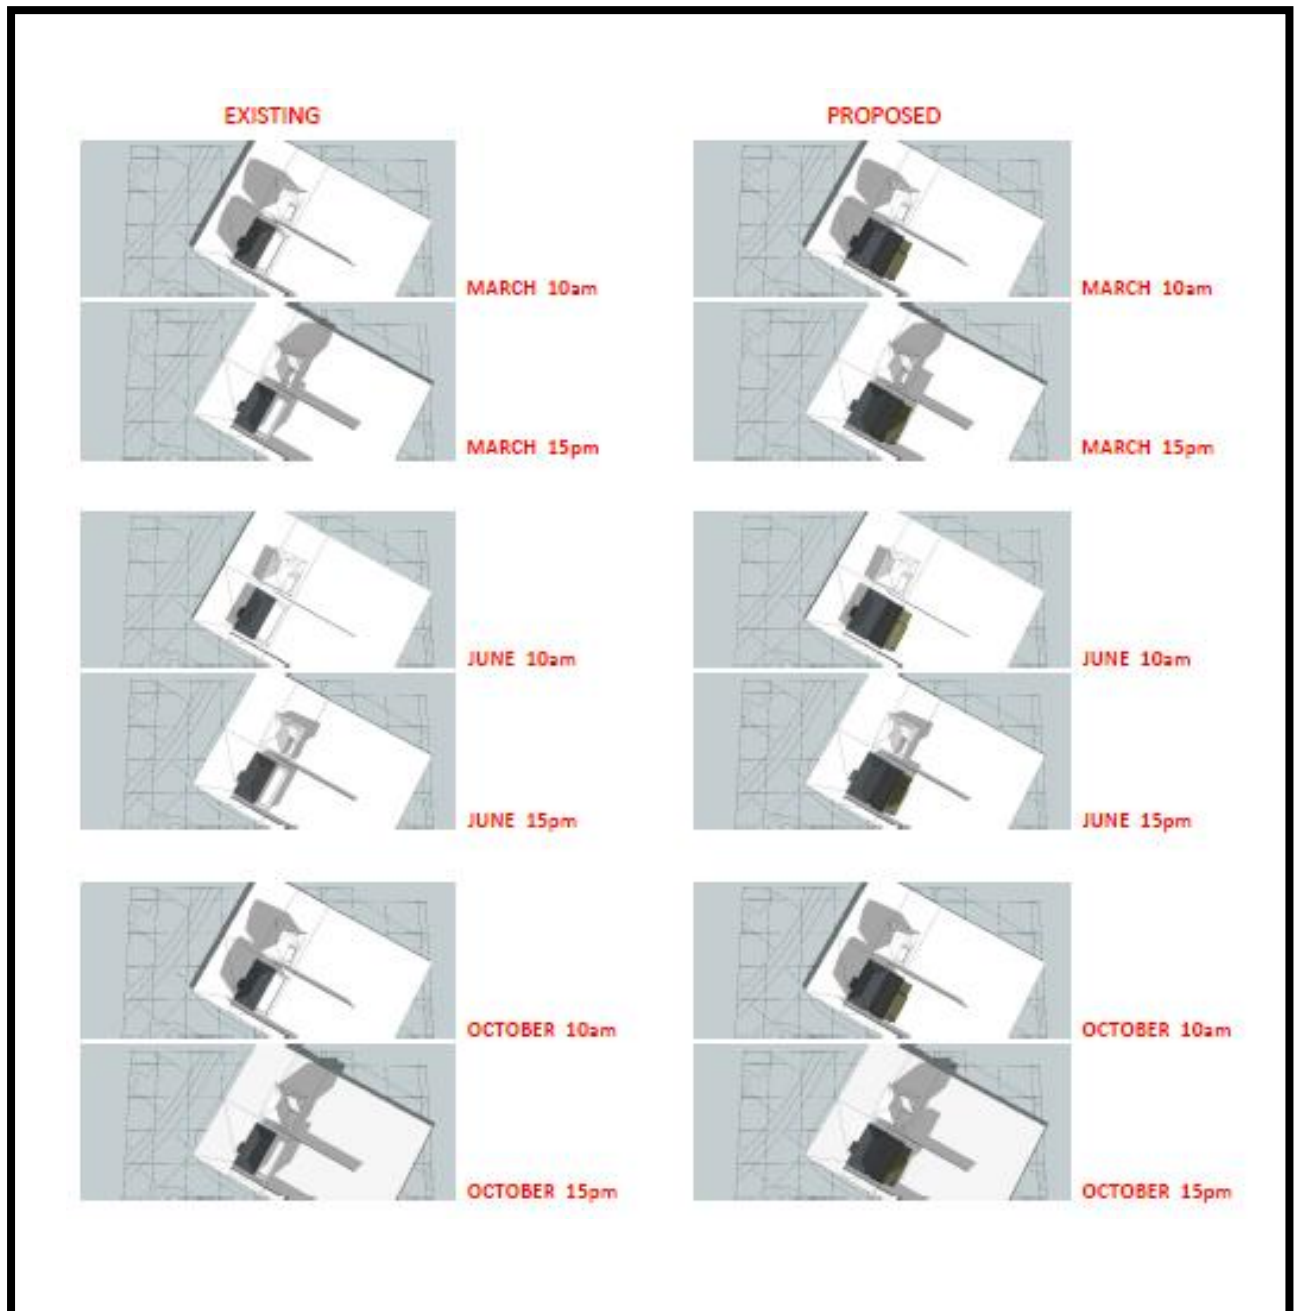 EXISTING PROPOSED
MARCH 10am MARCH 10am
MARCH 15pm MARCH 15pm
JUNE 10am JUNE 10am
JUNE 15pm JUNE 15pm
OCTOBER 10am OCTOBER 10am
OCTOBER 15pm OCTOBER 15pm